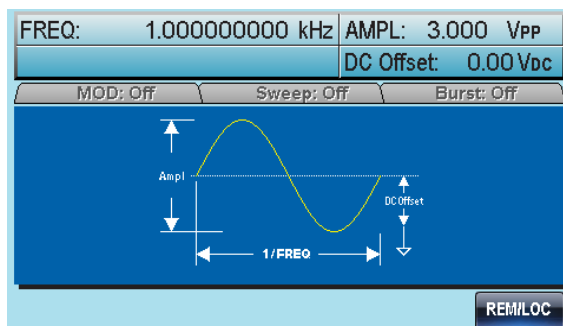 FREQ: 1.000000000 kHz AMPL: 3.000 VPP
DC Offset: 0.00 VDC
MOD: Off Sweep: Off Burst: Off
Ampl
DC Offset
1/FREQ
REM/LOC